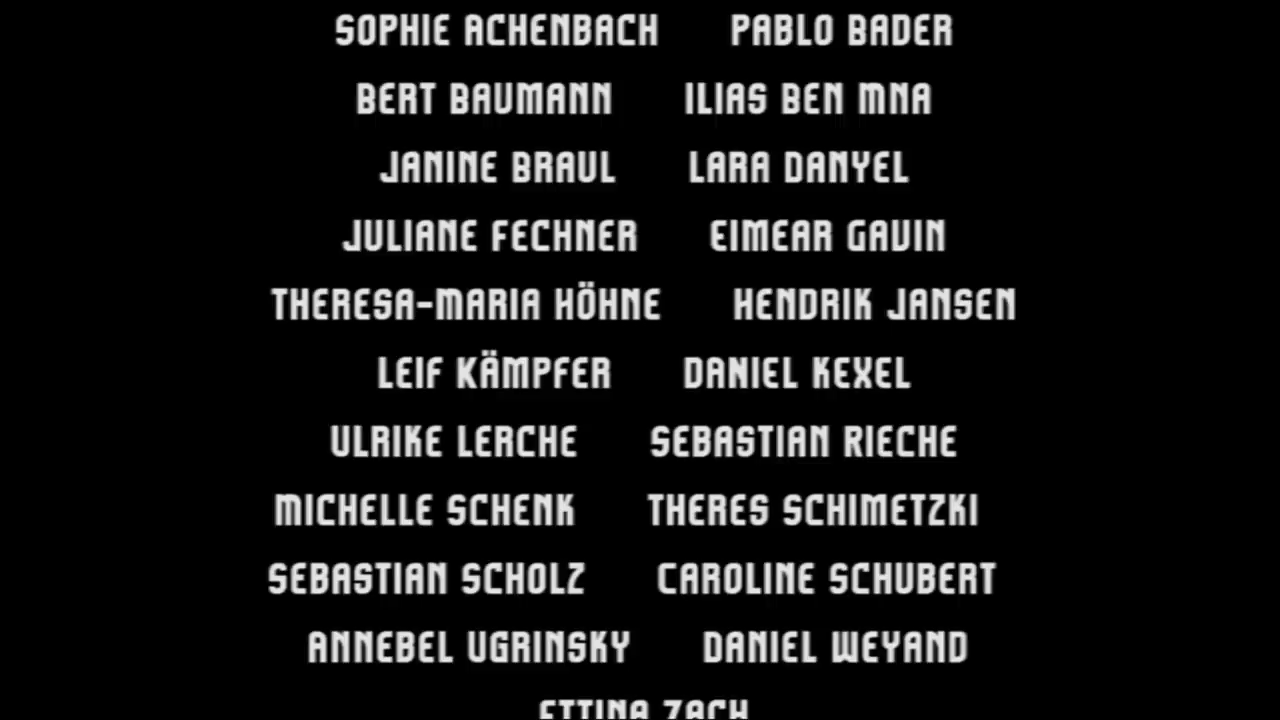 SOPHIE ACHENBACH PABLO BADER
BERT BAUMANN ILIAS BEN MNA
JANINE BRAUL LARA DANYEL
JULIANE FECHNER EIMEAR GAVIN
THERESA-MARIA HÖHNE HENDRIK JANSEN
LEIF KÄMPFER DANIEL KEXEL
ULRIKE LERCHE SEBASTIAN RIECHE
MICHELLE SCHENK THERES SCHIMETZKI
SEBASTIAN SCHOLZ CAROLINE SCHUBERT
ANNEBEL UGRINSKY DANIEL WEYAND
ETTINA ZACH